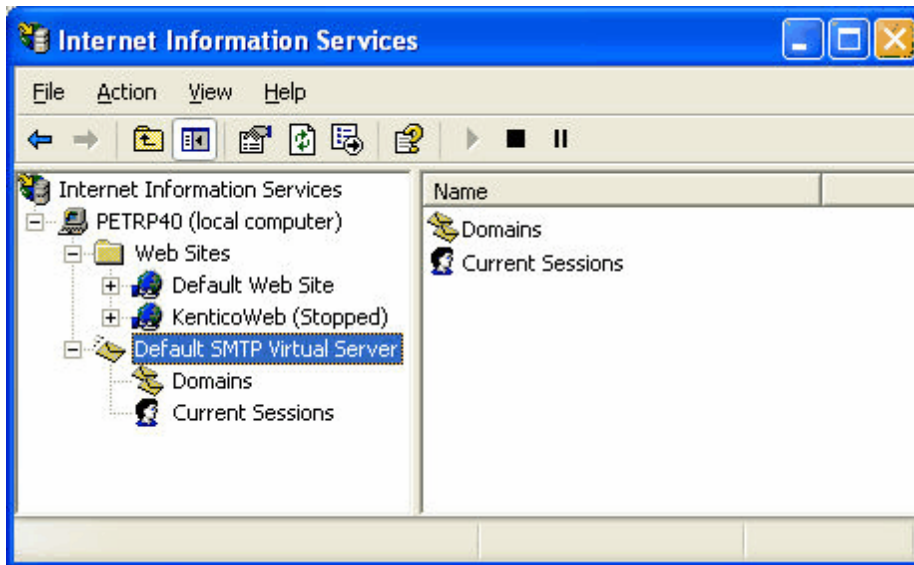 Internet Information Services
File Action View Help
Internet Information Services
PETRP40 (local computer)
Web Sites
Default Web Site
KenticoWeb (Stopped)
Default SMTP Virtual Server
Domains
Current Sessions
Name
Domains
Current Sessions